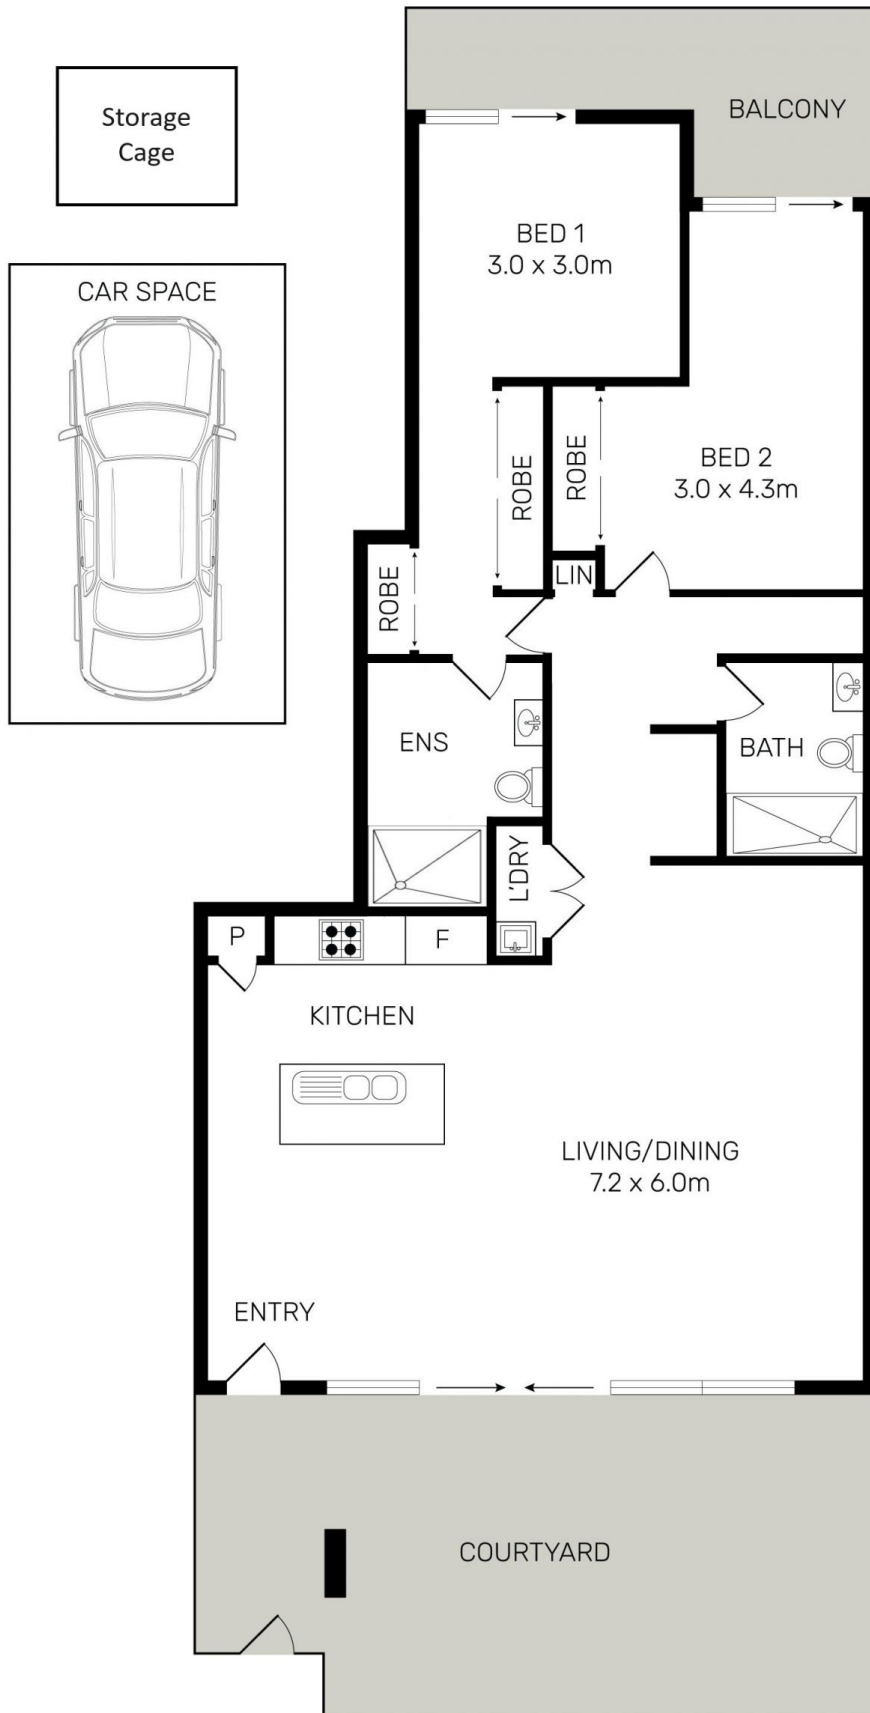 Storage
Cage
BALCONY
CAR SPACE
BED 1
3.0 x 3.0m
ROBE
ROBE
BED 2
3.0 x 4.3m
LIN
ROBE
ENS
BATH
L'DRY
P
F
KITCHEN
LIVING/DINING
7.2 x 6.0m
ENTRY
COURTYARD